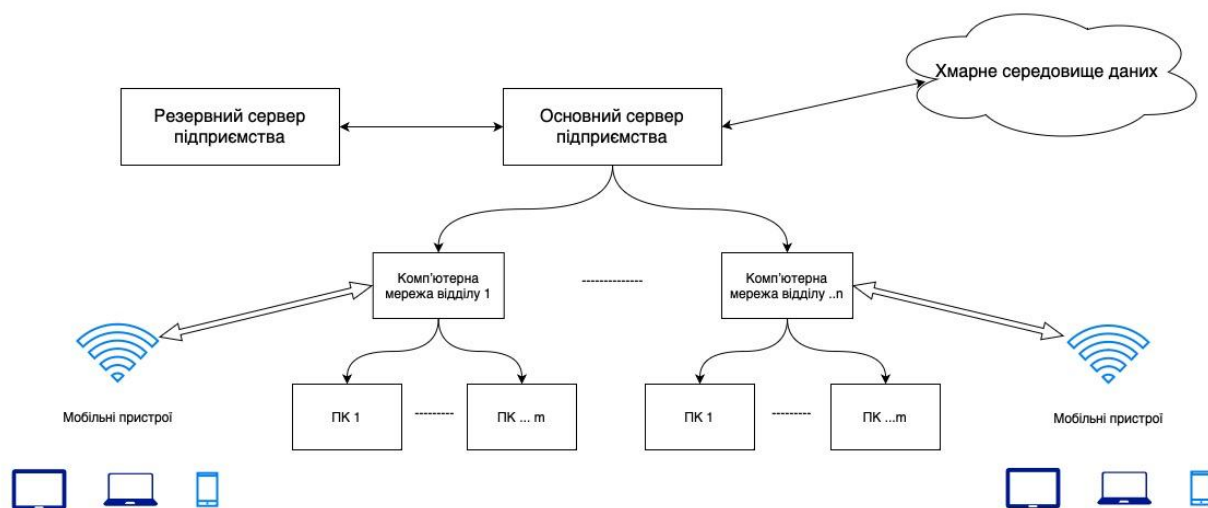 Хмарне середовище даних
Резервний сервер
підприємства
Основний сервер
підприємства
Комп'ютерна
мережа відділу 1
--------------
Комп'ютерна
мережа відділу ..n
Мобільні пристрої
ПК 1
---------
ПК ... m
ПК 1
---------
ПК ...m
Мобільні пристрої